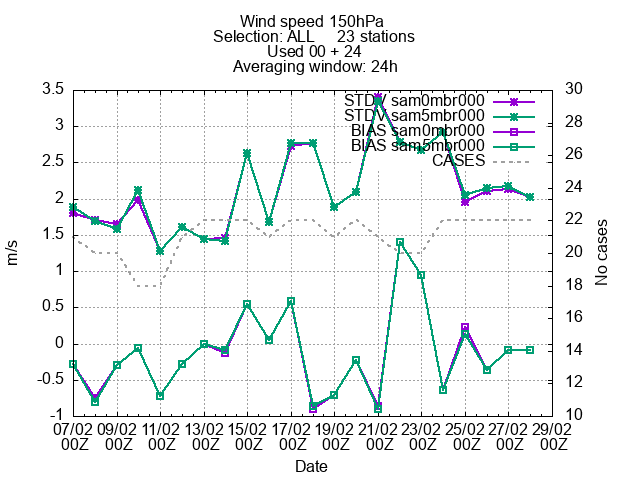 Wind speed 150hPa
Selection: ALL 23 stations
Used 00 + 24
Averaging window: 24h
3.5
3
2.5
2
1.5
1
0.5
0
-0.5
-1
m/s
STDV sam0mbr000
STDV sam5mbr000
BIAS sam0mbr000
BIAS sam5mbr000
CASES
30
28
26
24
22
20
18
16
14
12
10
No cases
07/02 09/02 11/02 13/02 15/02 17/02 19/02 21/02 23/02 25/02 27/02 29/02
00Z 00Z 00Z 00Z 00Z 00Z 00Z 00Z 00Z 00Z 00Z 00Z
Date